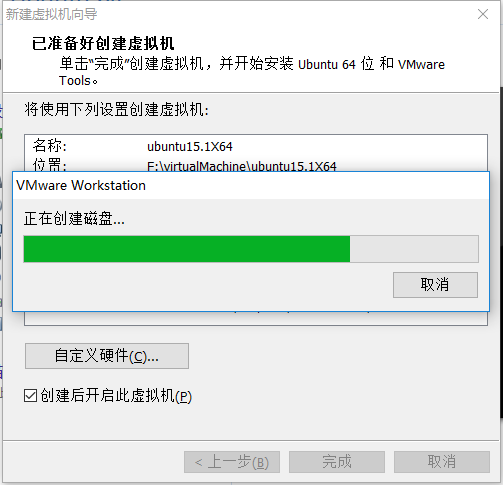 新建虚拟机向导
已准备好创建虚拟机
单击“完成”创建虚拟机，并开始安装 Ubuntu 64 位 和 VMware
Tools。
将使用下列设置创建虚拟机:
名称: ubuntu15.1X64
位置: F:\virtualMachine\ubuntu15.1X64
VMware Workstation
正在创建磁盘...
取消
自定义硬件(C)...
创建后开启此虚拟机(P)
< 上一步(B) 完成 取消